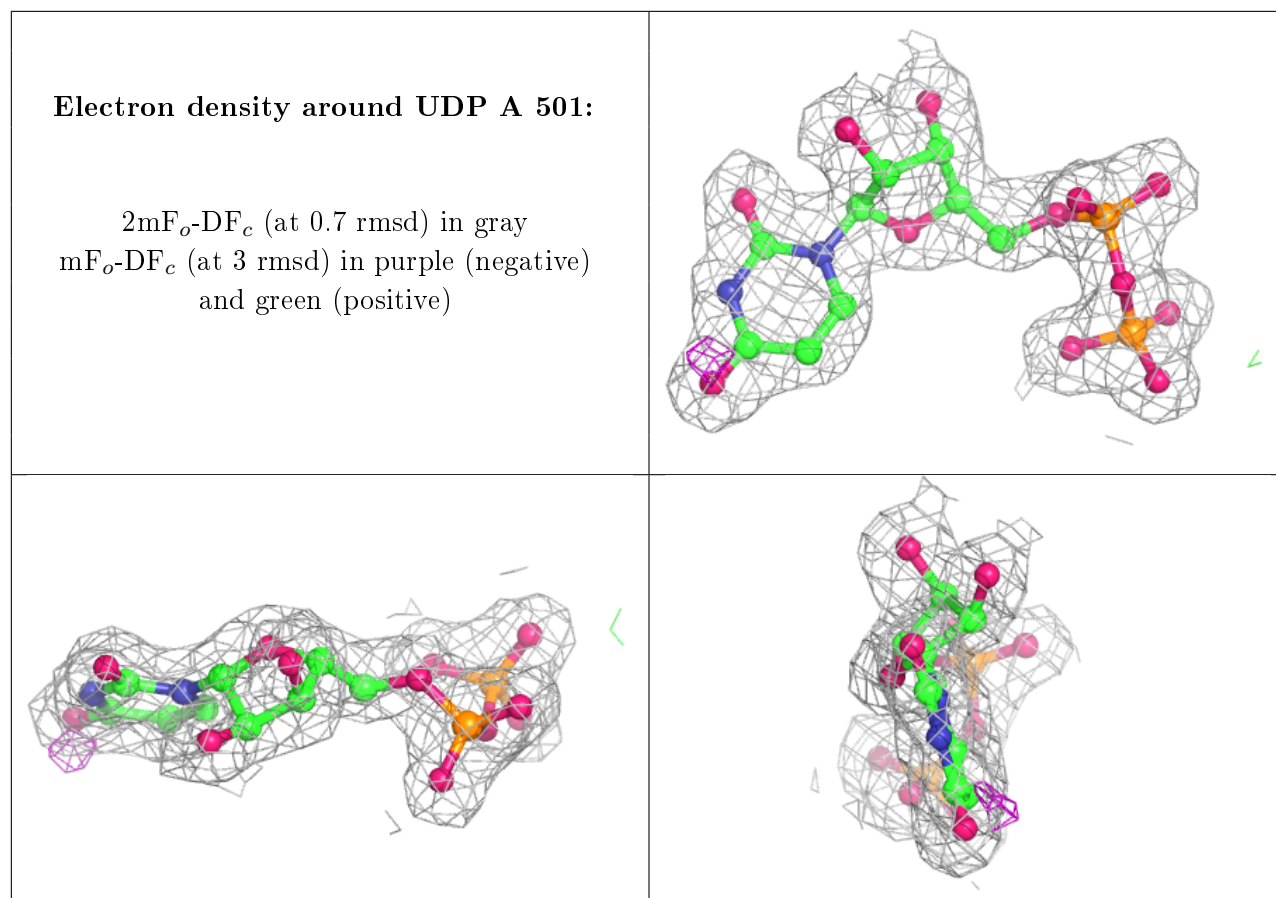 Electron density around UDP A 501:
2mFo-DFc (at 0.7 rmsd) in gray
mFo-DFc (at 3 rmsd) in purple (negative)
and green (positive)